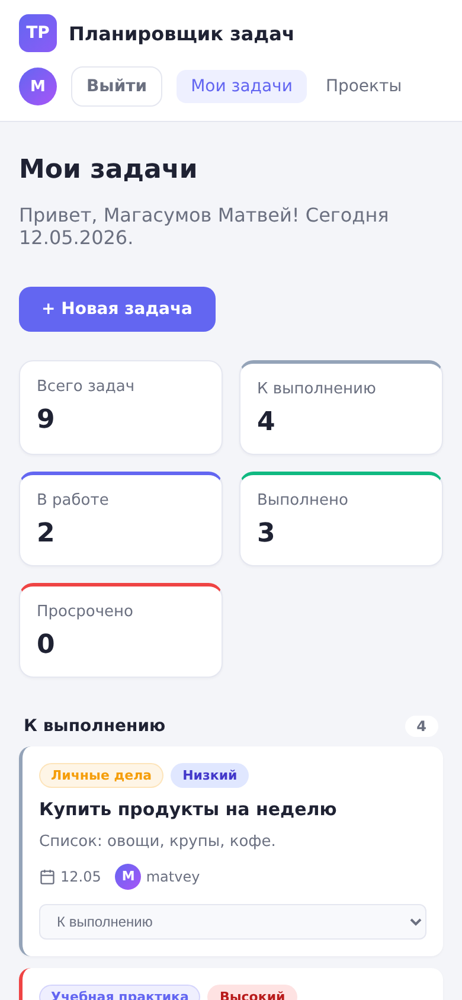 ТР Планировщик задач
М Выйти Мои задачи Проекты
Мои задачи
Привет, Магасумов Матвей! Сегодня
12.05.2026.
+ Новая задача
Всего задач
9
К выполнению
4
В работе
2
Выполнено
3
Просрочено
0
К выполнению 4
Личные дела Низкий
Купить продукты на неделю
Список: овощи, крупы, кофе.
12.05 M matvey
К выполнению
Учебная практика Высокий